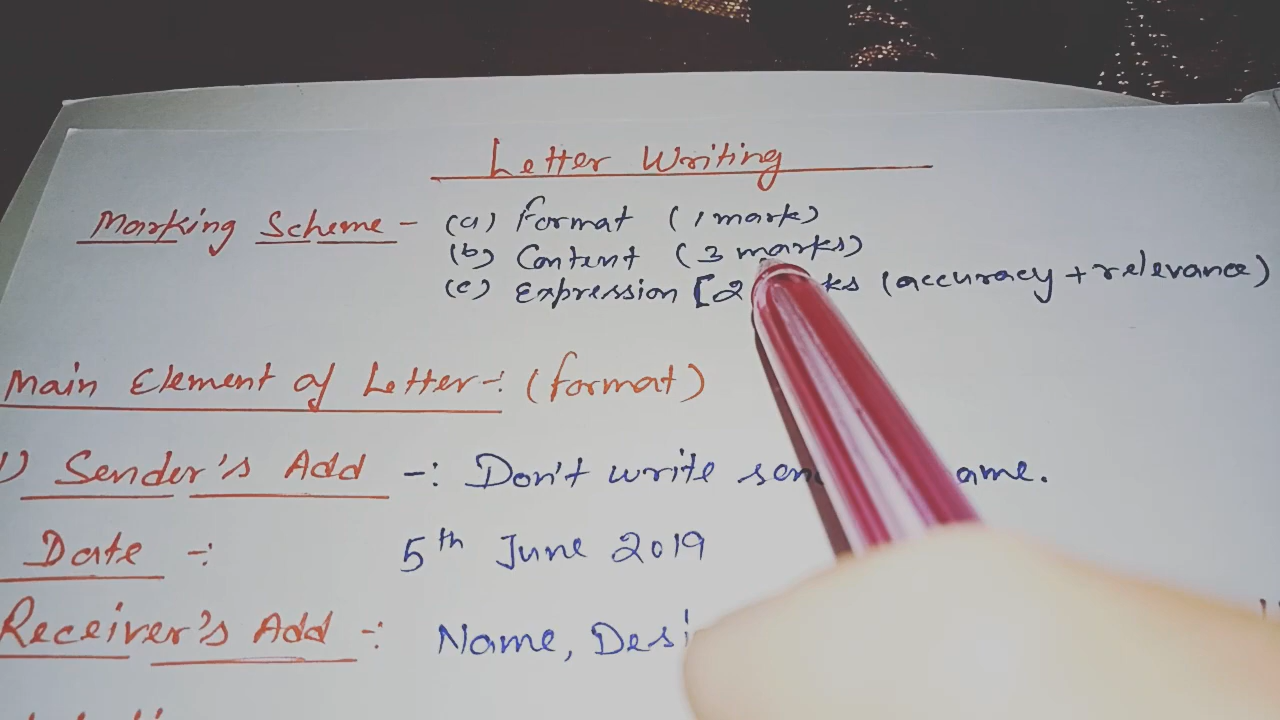 Letter Writing
Marking Scheme - (a) Format (1 mark)
(b) Content (3 marks)
(c) Expression [2 (accuracy + relevance)
Main Element of Letter -: (format)
1) Sender's Add -: Don't write
Date -: 5th June 2019
Receiver's Add -: Name,